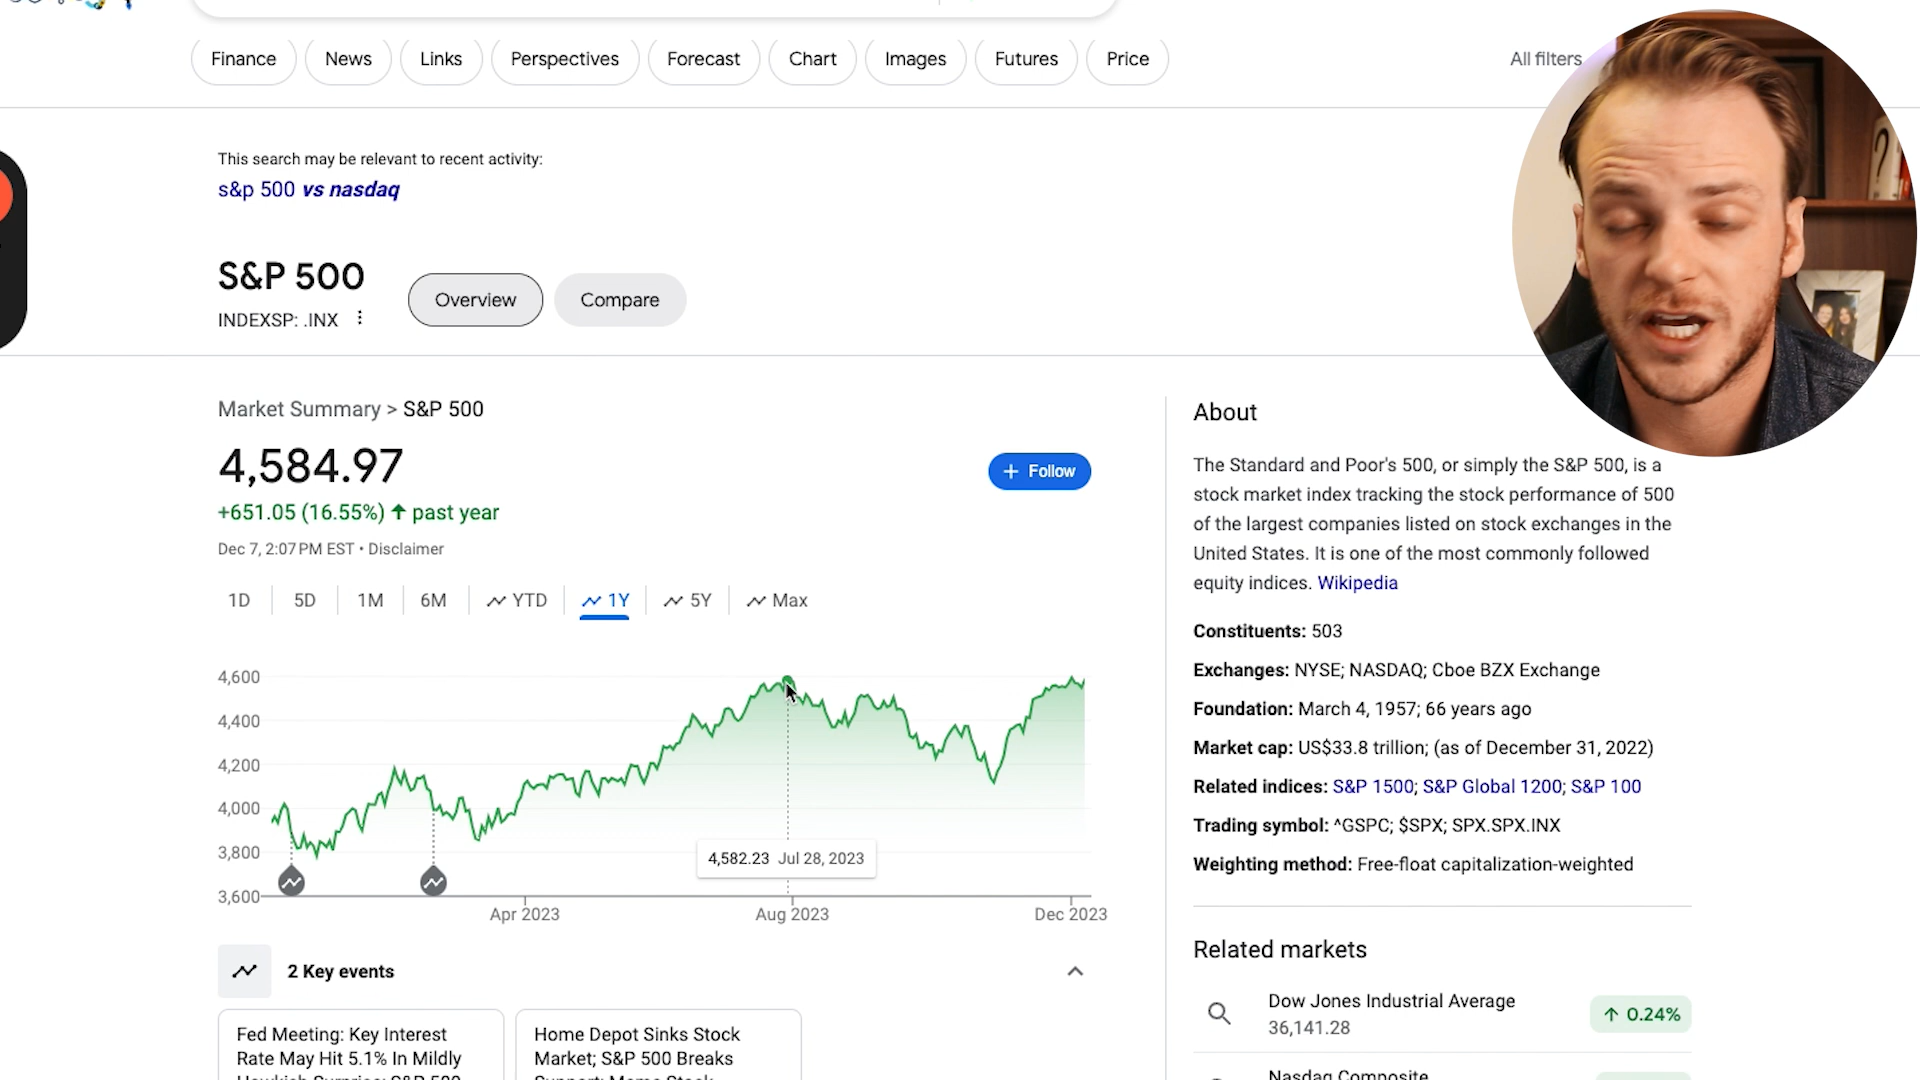 Finance
News
Links
Perspectives
Forecast
Chart
Images
Futures
Price
All filters
This search may be relevant to recent activity:
s&p 500 vs nasdaq
S&P 500
INDEXSP: .INX
Overview
Compare
Market Summary > S&P 500
4,584.97
+651.05 (16.55%) ↑ past year
Dec 7, 2:07 PM EST • Disclaimer
+ Follow
1D
5D
1M
6M
YTD
1Y
5Y
Max
4,600
4,400
4,200
4,000
3,800
3,600
4,582.23 Jul 28, 2023
Apr 2023
Aug 2023
Dec 2023
2 Key events
Fed Meeting: Key Interest
Rate May Hit 5.1% In Mildly
Hawkish Surprise; S&P 500
Home Depot Sinks Stock
Market; S&P 500 Breaks
Support; Meme Stock
About
The Standard and Poor's 500, or simply the S&P 500, is a
stock market index tracking the stock performance of 500
of the largest companies listed on stock exchanges in the
United States. It is one of the most commonly followed
equity indices. Wikipedia
Constituents: 503
Exchanges: NYSE; NASDAQ; Cboe BZX Exchange
Foundation: March 4, 1957; 66 years ago
Market cap: US$33.8 trillion; (as of December 31, 2022)
Related indices: S&P 1500; S&P Global 1200; S&P 100
Trading symbol: ^GSPC; $SPX; SPX.SPX.INX
Weighting method: Free-float capitalization-weighted
Related markets
Dow Jones Industrial Average
36,141.28
↑ 0.24%
Nasdaq Composite
?